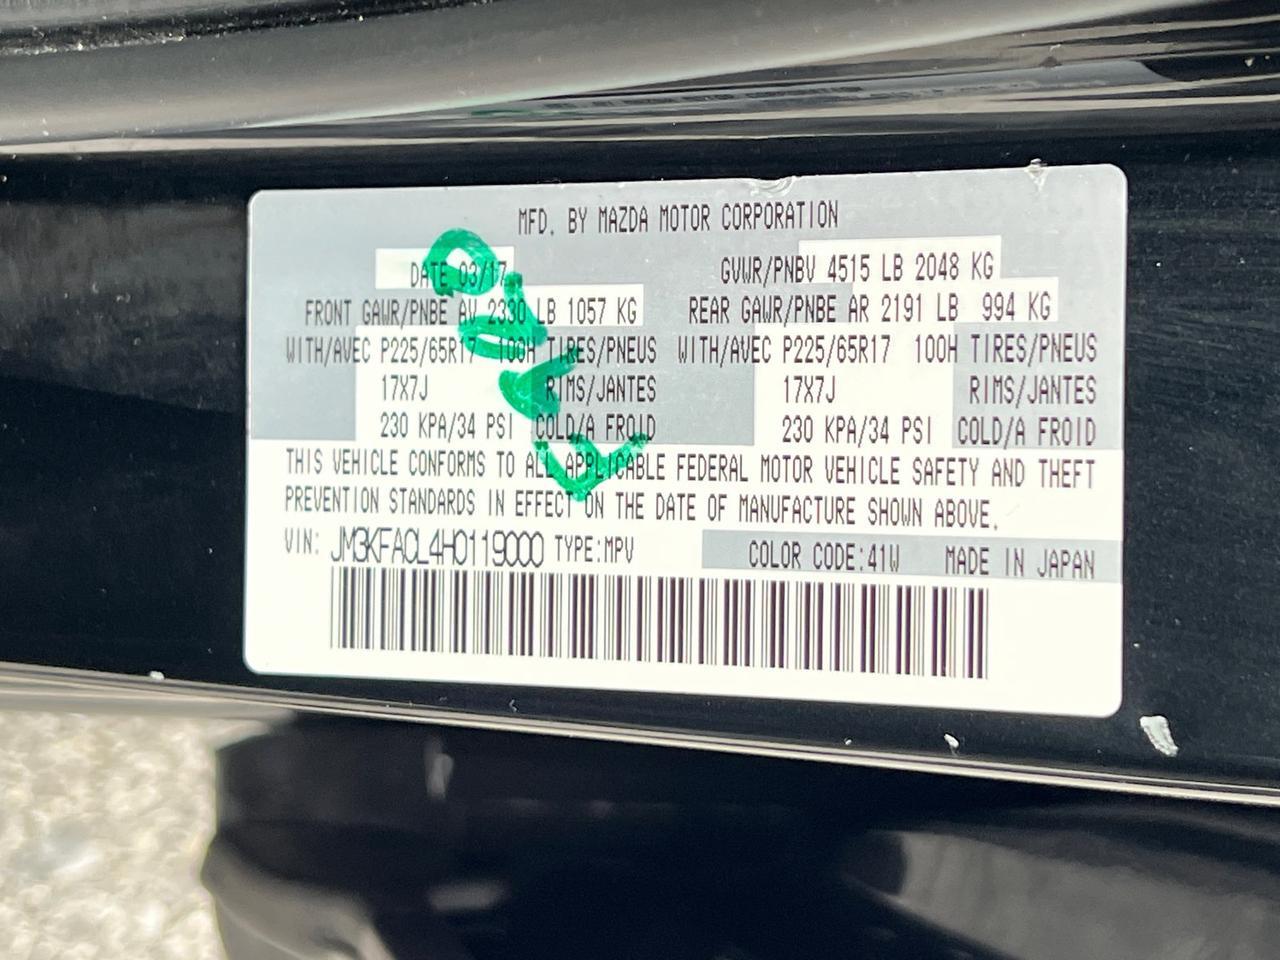 MFD. BY MAZDA MOTOR CORPORATION
DATE 03/17 GVWR/PNBV 4515 LB 2048 KG
FRONT GAWR/PNBE AV 2330 LB 1057 KG REAR GAWR/PNBE AR 2191 LB 994 KG
WITH/AVEC P225/65R17 100H TIRES/PNEUS WITH/AVEC P225/65R17 100H TIRES/PNEUS
17X7J RIMS/JANTES 17X7J RIMS/JANTES
230 KPA/34 PSI COLD/A FROID 230 KPA/34 PSI COLD/A FROID
THIS VEHICLE CONFORMS TO ALL APPLICABLE FEDERAL MOTOR VEHICLE SAFETY AND THEFT
PREVENTION STANDARDS IN EFFECT ON THE DATE OF MANUFACTURE SHOWN ABOVE.
VIN: JM3KFACL4H0119000 TYPE:MPV COLOR CODE:41W MADE IN JAPAN